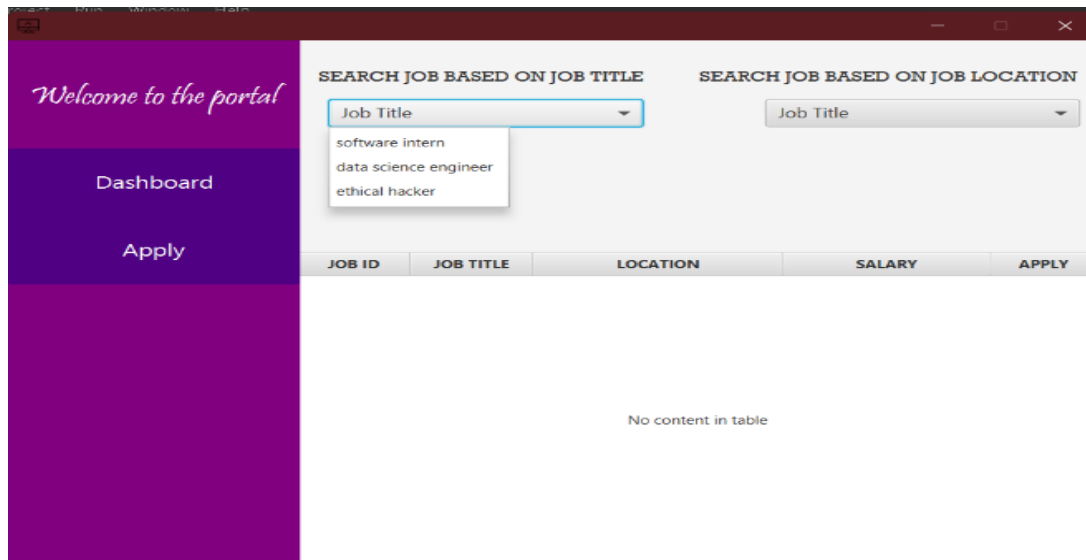 Project Run Window Help
Welcome to the portal
Dashboard
Apply
SEARCH JOB BASED ON JOB TITLE
SEARCH JOB BASED ON JOB LOCATION
Job Title
Job Title
software intern
data science engineer
ethical hacker
JOB ID JOB TITLE LOCATION SALARY APPLY
No content in table